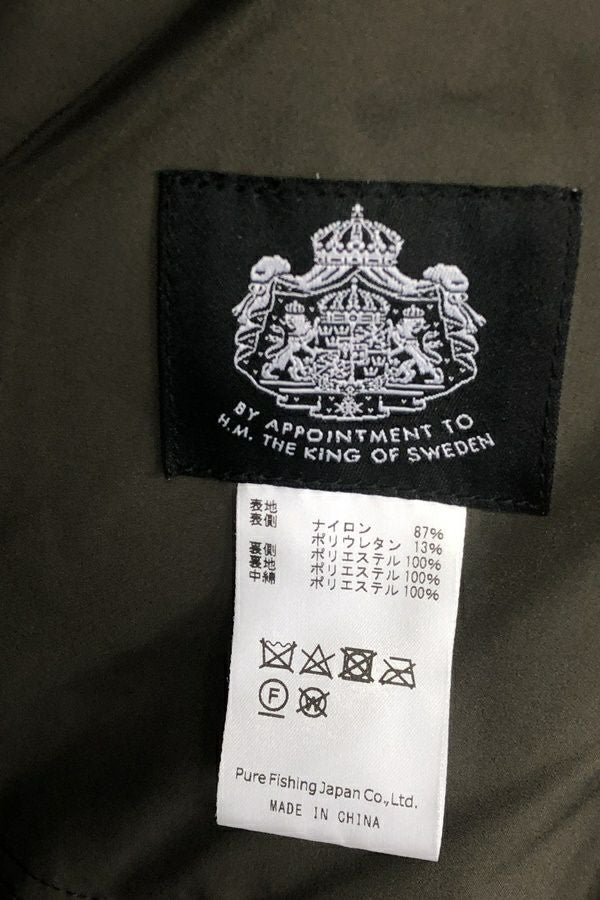 BY APPOINTMENT TO
H.M. THE KING OF SWEDEN
表地
表側 ナイロン 87%
ポリウレタン 13%
裏側 ポリエステル 100%
裏地 ポリエステル 100%
中綿 ポリエステル 100%
F
W
Pure Fishing Japan Co.,Ltd.
MADE IN CHINA